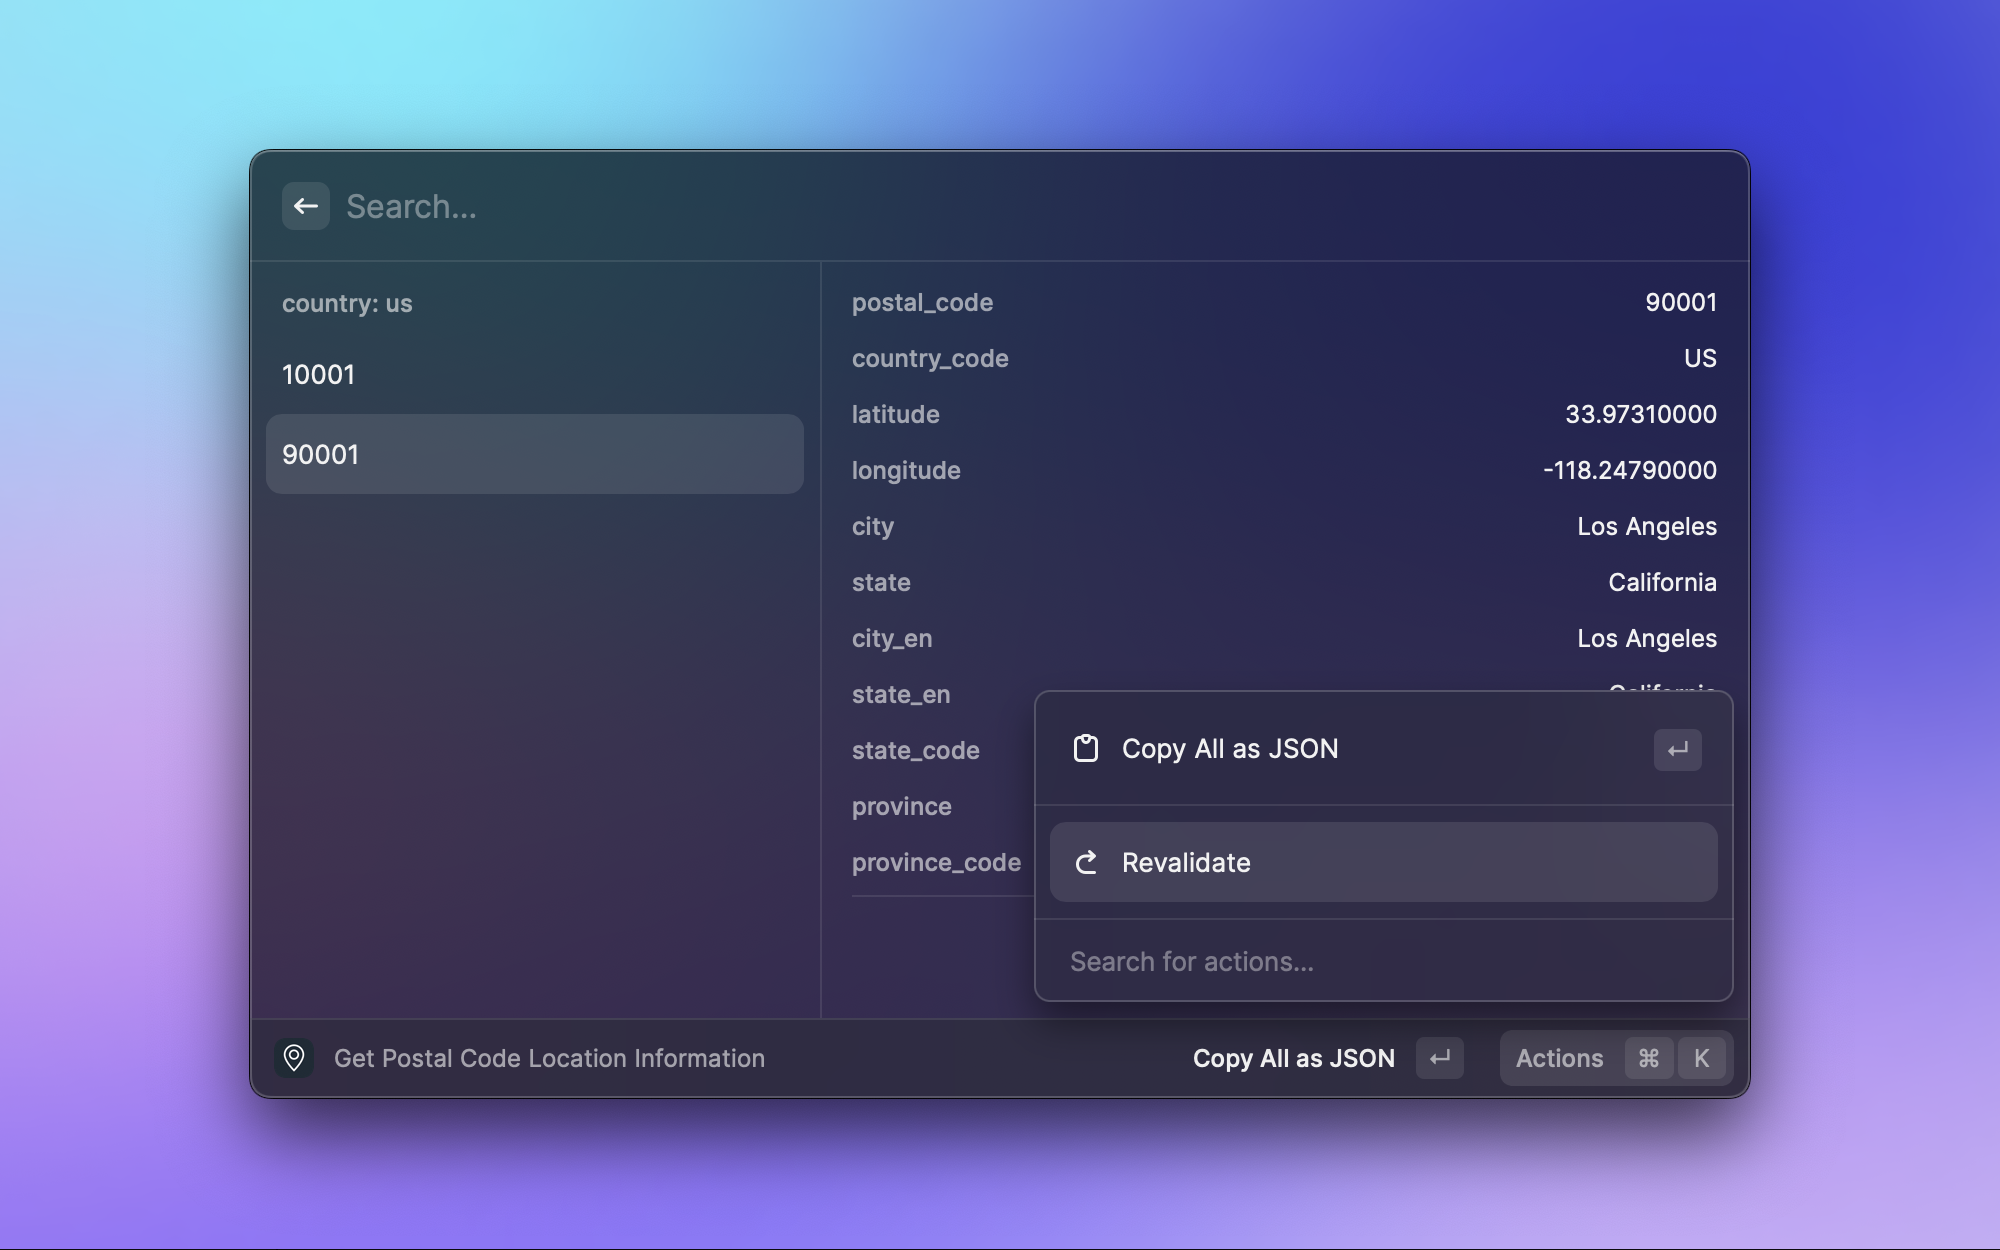 Search...
country: us
10001
90001
postal_code 90001
country_code US
latitude 33.97310000
longitude -118.24790000
city Los Angeles
state California
city_en Los Angeles
state_en California
state_code
province
province_code
Copy All as JSON
Revalidate
Search for actions...
Get Postal Code Location Information
Copy All as JSON
Actions ⌘ K